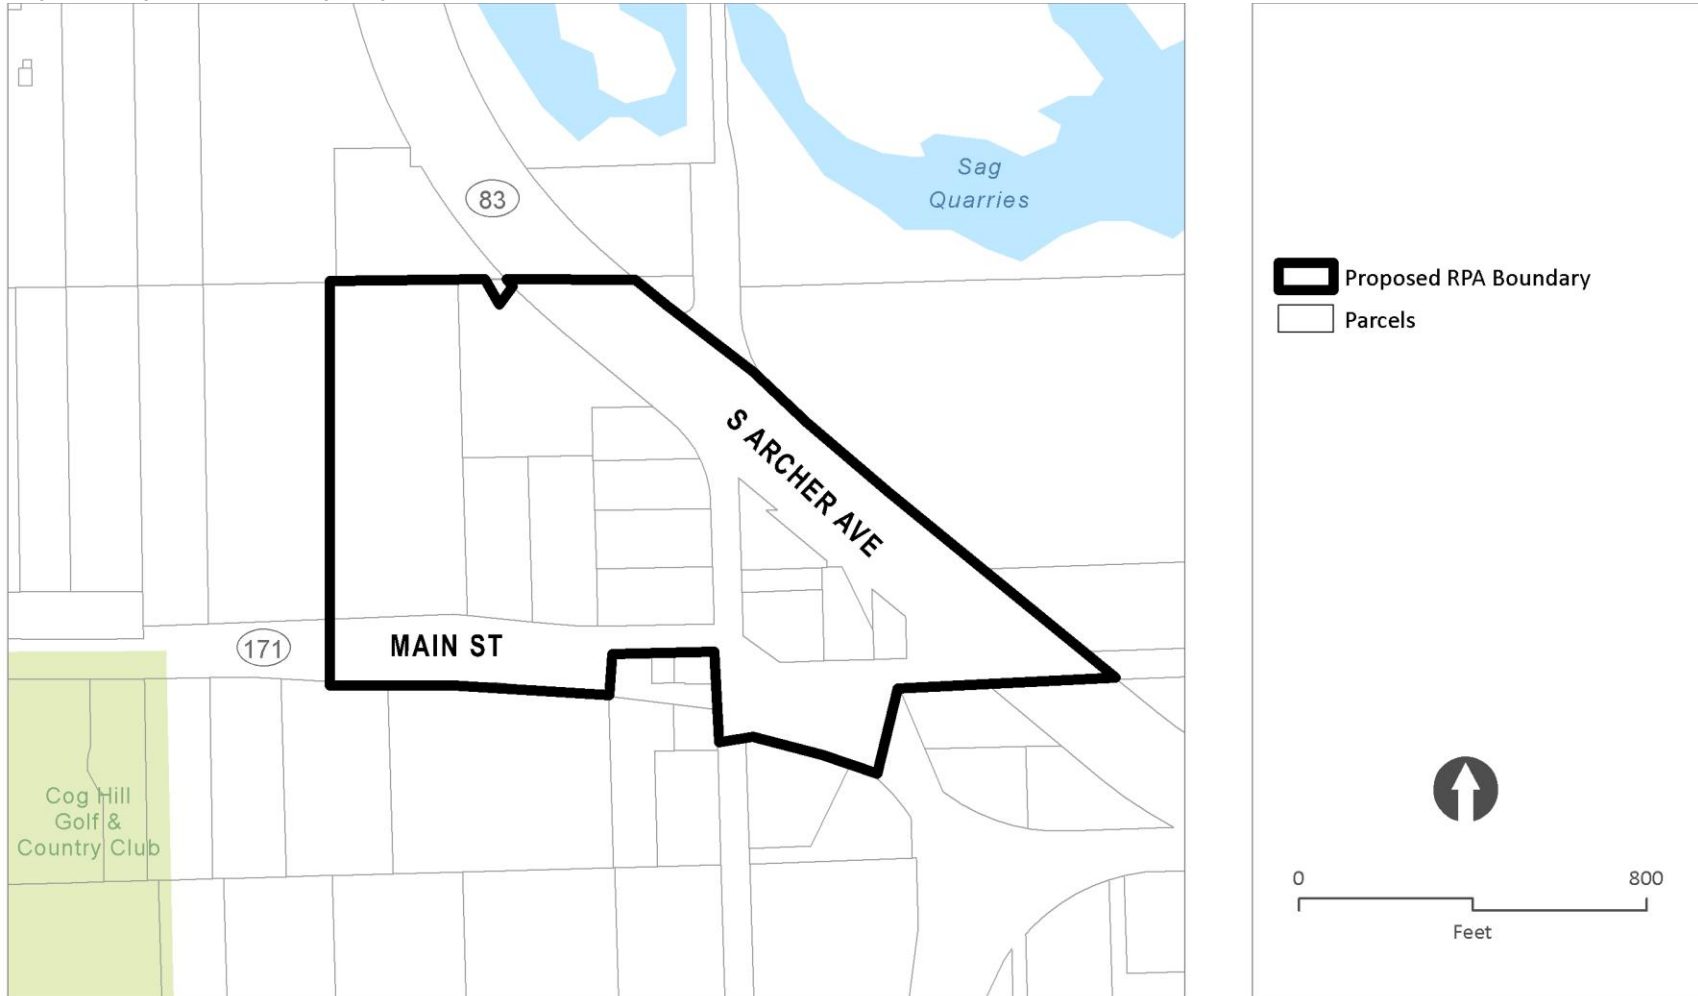 Sag
Quarries
83
S ARCHER AVE
MAIN ST
171
Cog Hill
Golf &
Country Club
Proposed RPA Boundary
Parcels
0 800
Feet